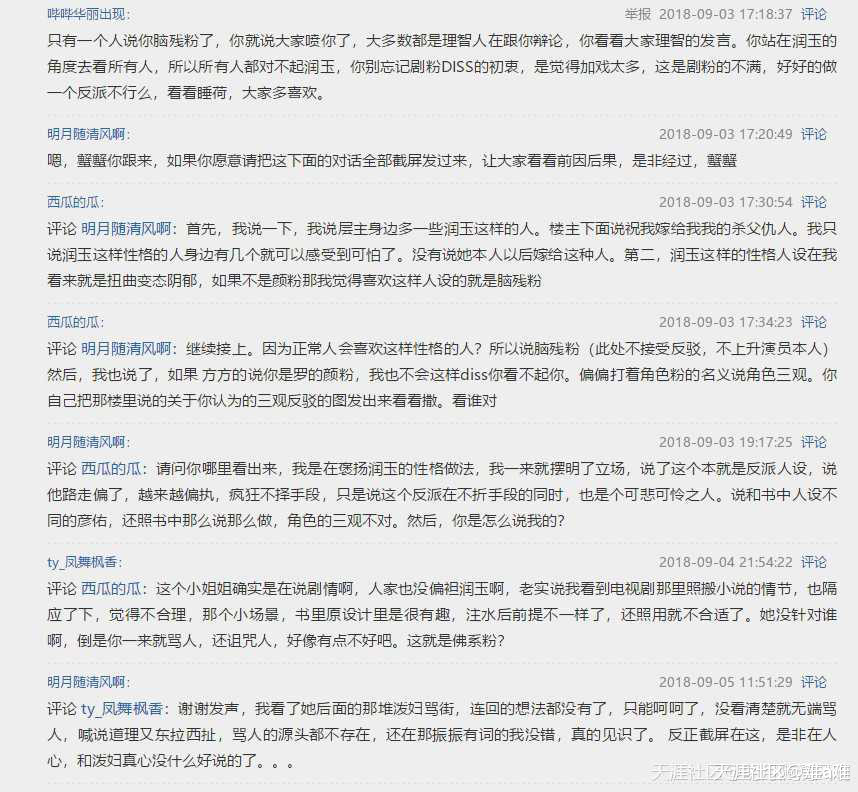 哔哔华丽出现: 举报 2018-09-03 17:18:37 评论
只有一个人说你脑残粉了，你就说大家喷你了，大多数都是理智人在跟你辩论，你看看大家理智的发言。你站在润玉的
角度去看所有人，所以所有人都对不起润玉，你别忘记剧粉DISS的初衷，是觉得加戏太多，这是剧粉的不满，好好的做
一个反派不行么，看看睡荷，大家多喜欢。
明月随清风啊: 2018-09-03 17:20:49 评论
嗯，蟹蟹你跟来，如果你愿意请把这下面的对话全部截屏发过来，让大家看看前因后果，是非经过，蟹蟹
西瓜的瓜: 2018-09-03 17:30:54 评论
评论 明月随清风啊：首先，我说一下，我说层主身边多一些润玉这样的人。楼主下面说祝我嫁给我我的杀父仇人。我只
说润玉这样性格的人身边有几个就可以感受到可怕了。没有说她本人以后嫁给这种人。第二，润玉这样的性格人设在我
看来就是扭曲变态阴郁，如果不是颜粉那我觉得喜欢这样人设的就是脑残粉
西瓜的瓜: 2018-09-03 17:34:23 评论
评论 明月随清风啊：继续接上。因为正常人会喜欢这样性格的人？所以说脑残粉（此处不接受反驳，不上升演员本人）
然后，我也说了，如果 方方的说你是罗的颜粉，我也不会这样diss你看不起你。偏偏打着角色粉的名义说角色三观。你
自己把那楼里说的关于你认为的三观反驳的图发出来看看撒。看谁对
明月随清风啊: 2018-09-03 19:17:25 评论
评论 西瓜的瓜：请问你哪里看出来，我是在褒扬润玉的性格做法，我一来就摆明了立场，说了这个本就是反派人设，说
他路走偏了，越来越偏执，疯狂不择手段，只是说这个反派在不折手段的同时，也是个可悲可怜之人。说和书中人设不
同的彦佑，还照书中那么说那么做，角色的三观不对。然后，你是怎么说我的？
ty_凤舞枫香: 2018-09-04 21:54:22 评论
评论 西瓜的瓜：这个小姐姐确实是在说剧情啊，人家也没偏袒润玉啊，老实说我看到电视剧那里照搬小说的情节，也隔
应了下，觉得不合理，那个小场景，书里原设计里是很有趣，注水后前提不一样了，还照用就不合适了。她没针对谁
啊，倒是你一来就骂人，还诅咒人，好像有点不好吧。这就是佛系粉？
明月随清风啊: 2018-09-05 11:51:29 评论
评论 ty_凤舞枫香：谢谢发声，我看了她后面的那堆泼妇骂街，连回的想法都没有了，只能呵呵了，没看清楚就无端骂
人，喊说道理又东拉西扯，骂人的源头都不存在，还在那振振有词的我没错，真的见识了。 反正截屏在这，是非在人
心，和泼妇真心没什么好说的了。。。